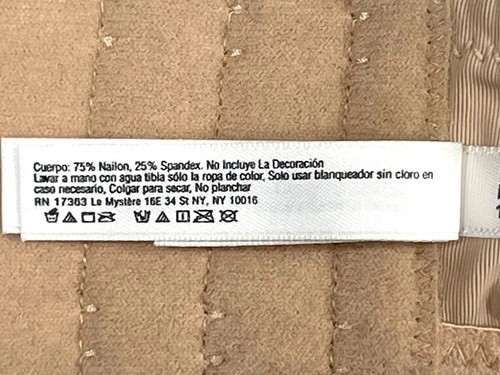 Cuerpo: 75% Nailon, 25% Spandex. No Incluye La Decoración
Lavar a mano con agua tibia sólo la ropa de color, Solo usar blanqueador sin cloro en
caso necesario, Colgar para secar, No planchar
RN 17363 Le Mystère 16E 34 St NY, NY 10016